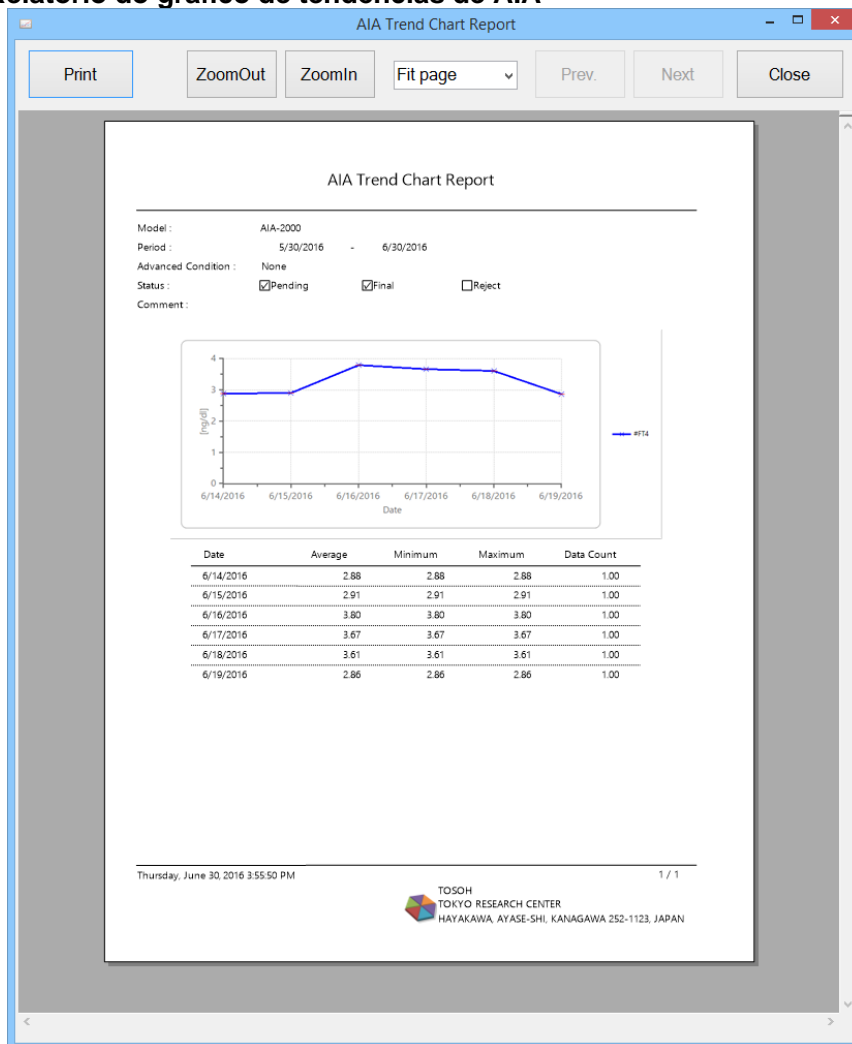 Relatório do gráfico de tendências de AIA
AIA Trend Chart Report
Print ZoomOut ZoomIn Fit page Prev. Next Close
AIA Trend Chart Report
Model : AIA-2000
Period : 5/30/2016 - 6/30/2016
Advanced Condition : None
Status : Pending Final Reject
Comment :
4
3
2
1
0
[ng/dl]
6/14/2016 6/15/2016 6/16/2016 6/17/2016 6/18/2016 6/19/2016
Date
#FT4
Date Average Minimum Maximum Data Count
6/14/2016 2.88 2.88 2.88 1.00
6/15/2016 2.91 2.91 2.91 1.00
6/16/2016 3.80 3.80 3.80 1.00
6/17/2016 3.67 3.67 3.67 1.00
6/18/2016 3.61 3.61 3.61 1.00
6/19/2016 2.86 2.86 2.86 1.00
Thursday, June 30, 2016 3:55:50 PM 1 / 1
TOSOH
TOKYO RESEARCH CENTER
HAYAKAWA, AYASE-SHI, KANAGAWA 252-1123, JAPAN